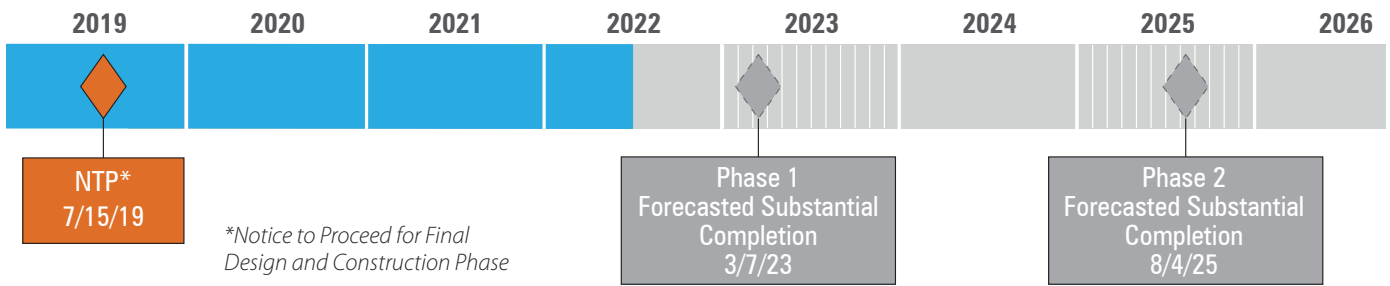 2019 2020 2021 2022 2023 2024 2025 2026
NTP*
7/15/19
*Notice to Proceed for Final
Design and Construction Phase
Phase 1
Forecasted Substantial
Completion
3/7/23
Phase 2
Forecasted Substantial
Completion
8/4/25